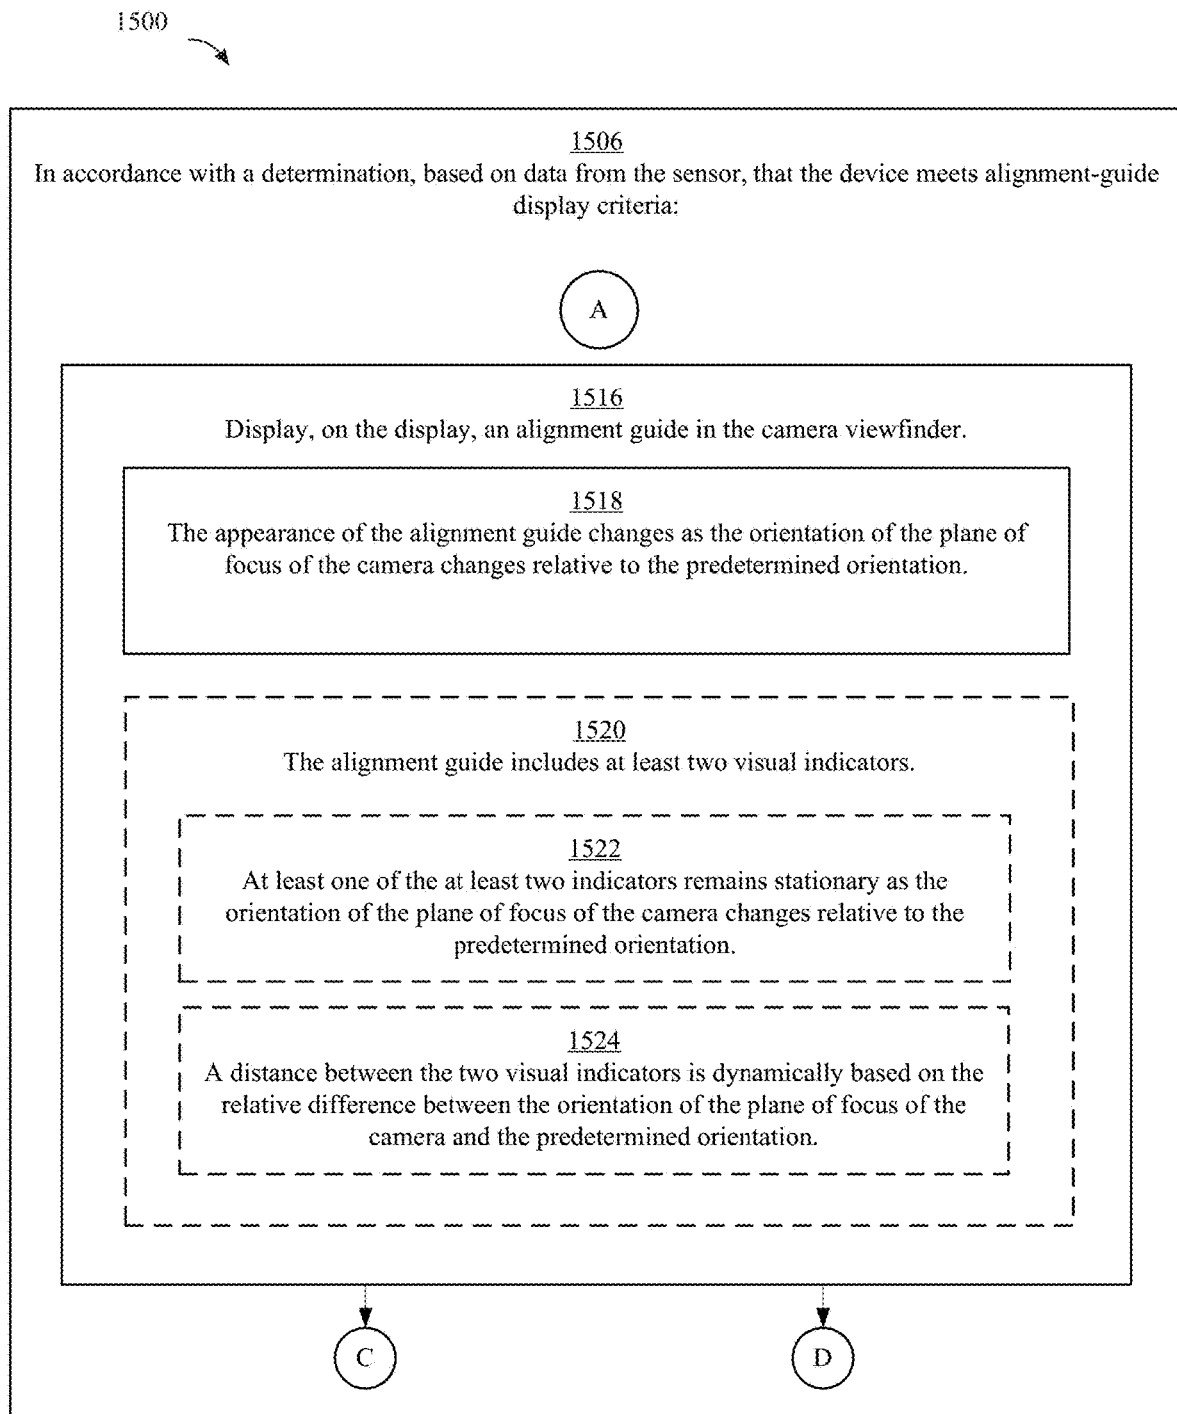 1500
1506
In accordance with a determination, based on data from the sensor, that the device meets alignment-guide
display criteria:
A
1516
Display, on the display, an alignment guide in the camera viewfinder.
1518
The appearance of the alignment guide changes as the orientation of the plane of
focus of the camera changes relative to the predetermined orientation.
1520
The alignment guide includes at least two visual indicators.
1522
At least one of the at least two indicators remains stationary as the
orientation of the plane of focus of the camera changes relative to the
predetermined orientation.
1524
A distance between the two visual indicators is dynamically based on the
relative difference between the orientation of the plane of focus of the
camera and the predetermined orientation.
C
D